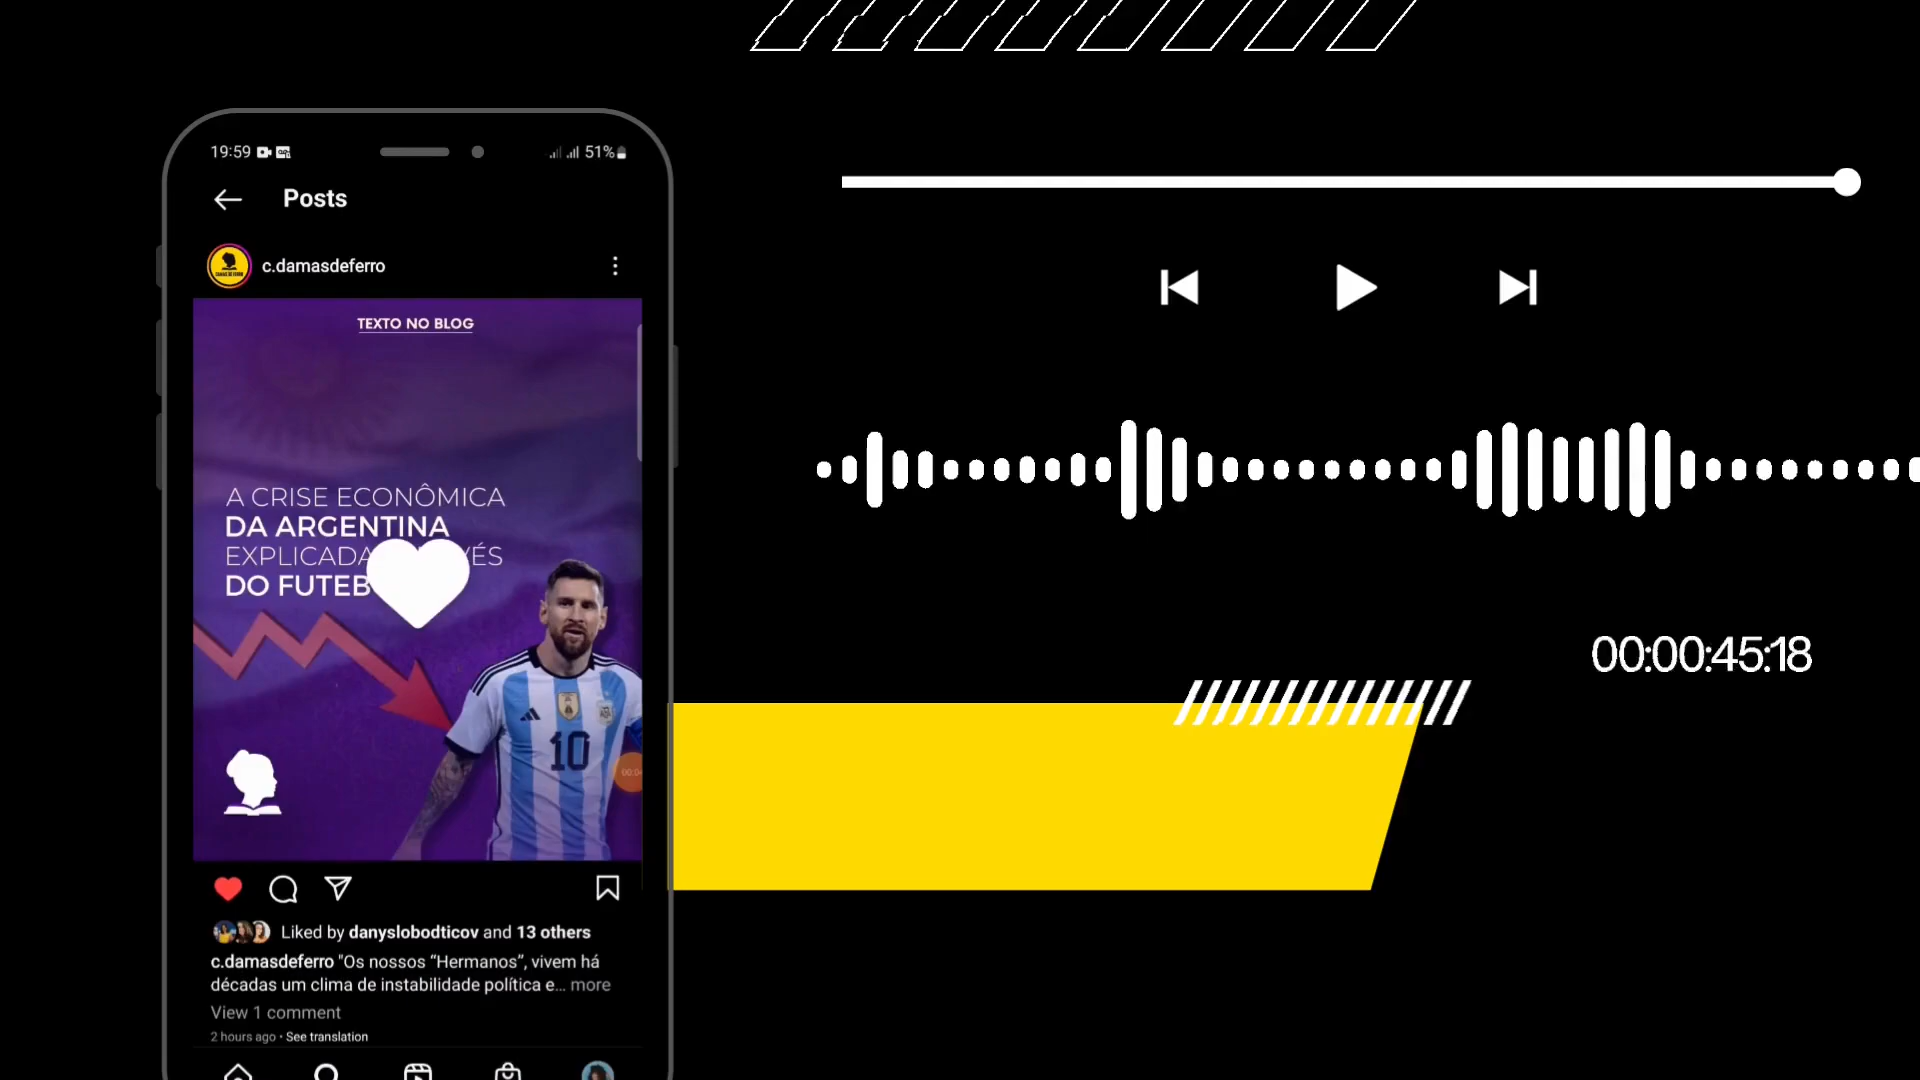 19:59
51%
Posts
c.damasdeferro
TEXTO NO BLOG
A CRISE ECONÔMICA
DA ARGENTINA
EXPLICADA
DO FUTEB
10
Liked by danyslobodticov and 13 others
c.damasdeferro "Os nossos “Hermanos”, vivem há
décadas um clima de instabilidade política e... more
View 1 comment
2 hours ago · See translation
00:00:45:18